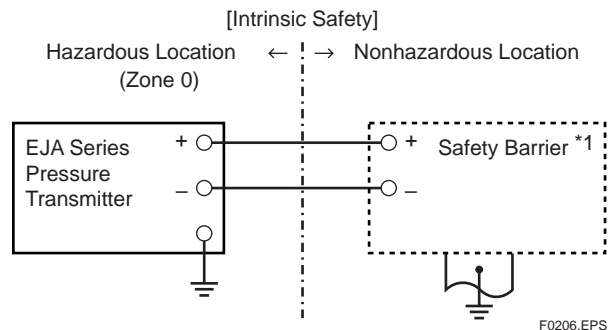 [Intrinsic Safety]
Hazardous Location ← → Nonhazardous Location
(Zone 0)
EJA Series
Pressure
Transmitter
+
–
+
–
Safety Barrier *1
F0206.EPS